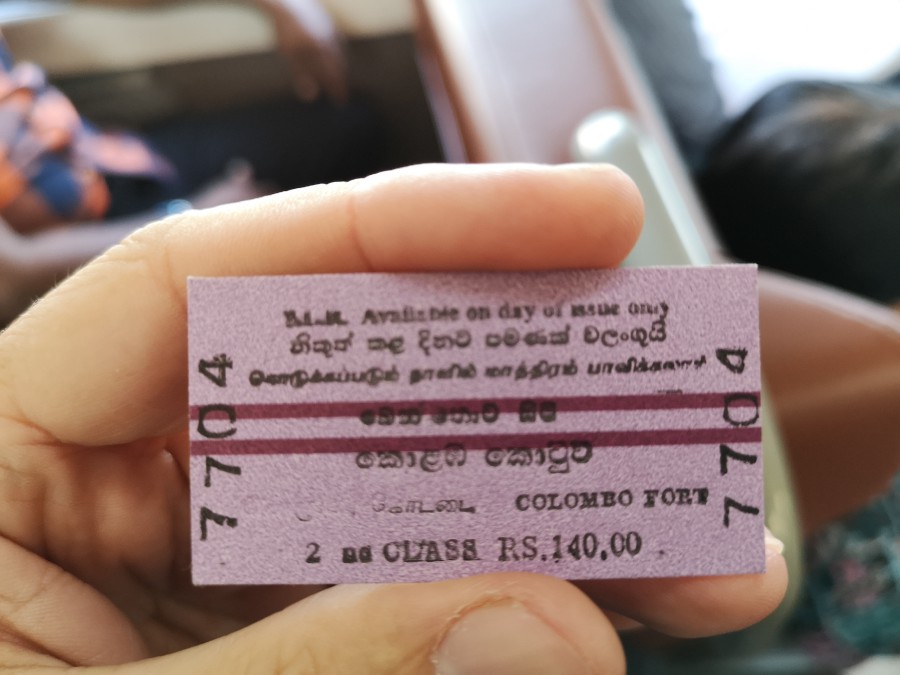 Available on day of issue only
නිකුත් කළ දිනට පමණක් වලංගුයි
கொடுக்கப்படும் நாளில் மாத்திரம்
කොළඹ කොටුව
COLOMBO FORT
2 nd CLASS RS.140.00
7704
7704